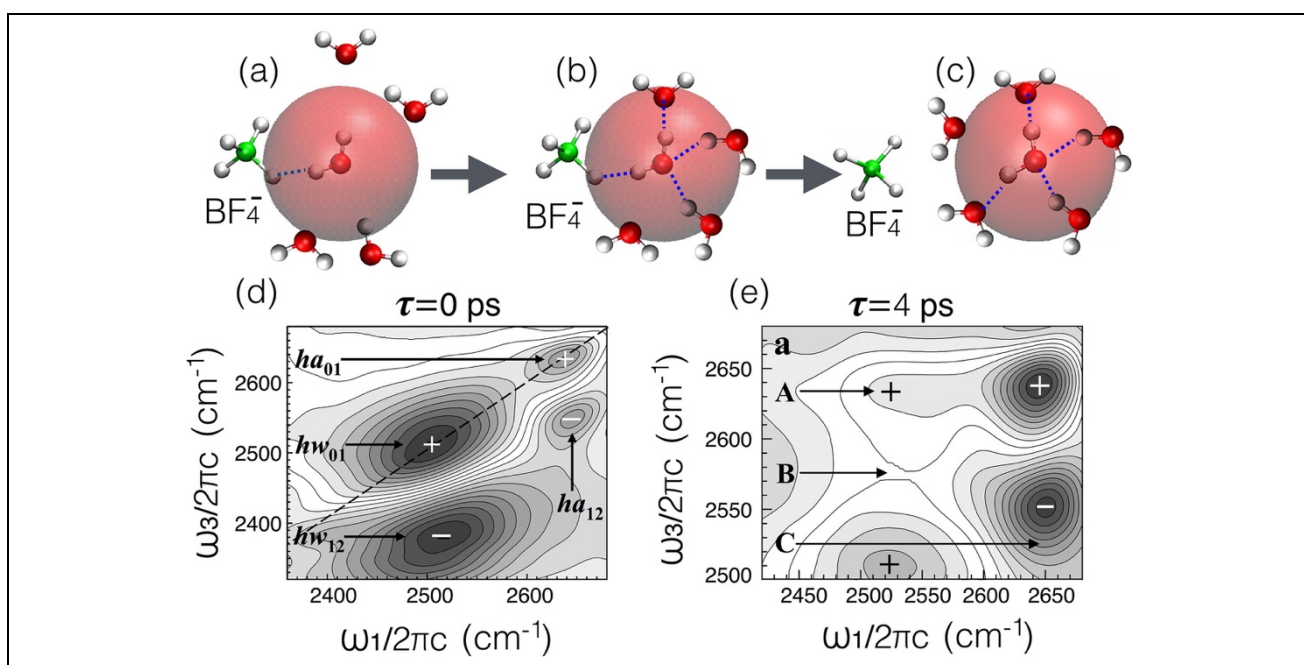 (a) (b) (c)
BF₄⁻ BF₄⁻ BF₄⁻
(d) τ=0 ps (e) τ=4 ps
ha₀₁
hw₀₁
hw₁₂
ha₁₂
+
+
−
−
2600
2500
2400
ω₃/2πc (cm⁻¹)
2400 2500 2600
ω₁/2πc (cm⁻¹)
a
A
B
C
+
+
−
+
2650
2600
2550
2500
ω₃/2πc (cm⁻¹)
2450 2500 2550 2600 2650
ω₁/2πc (cm⁻¹)